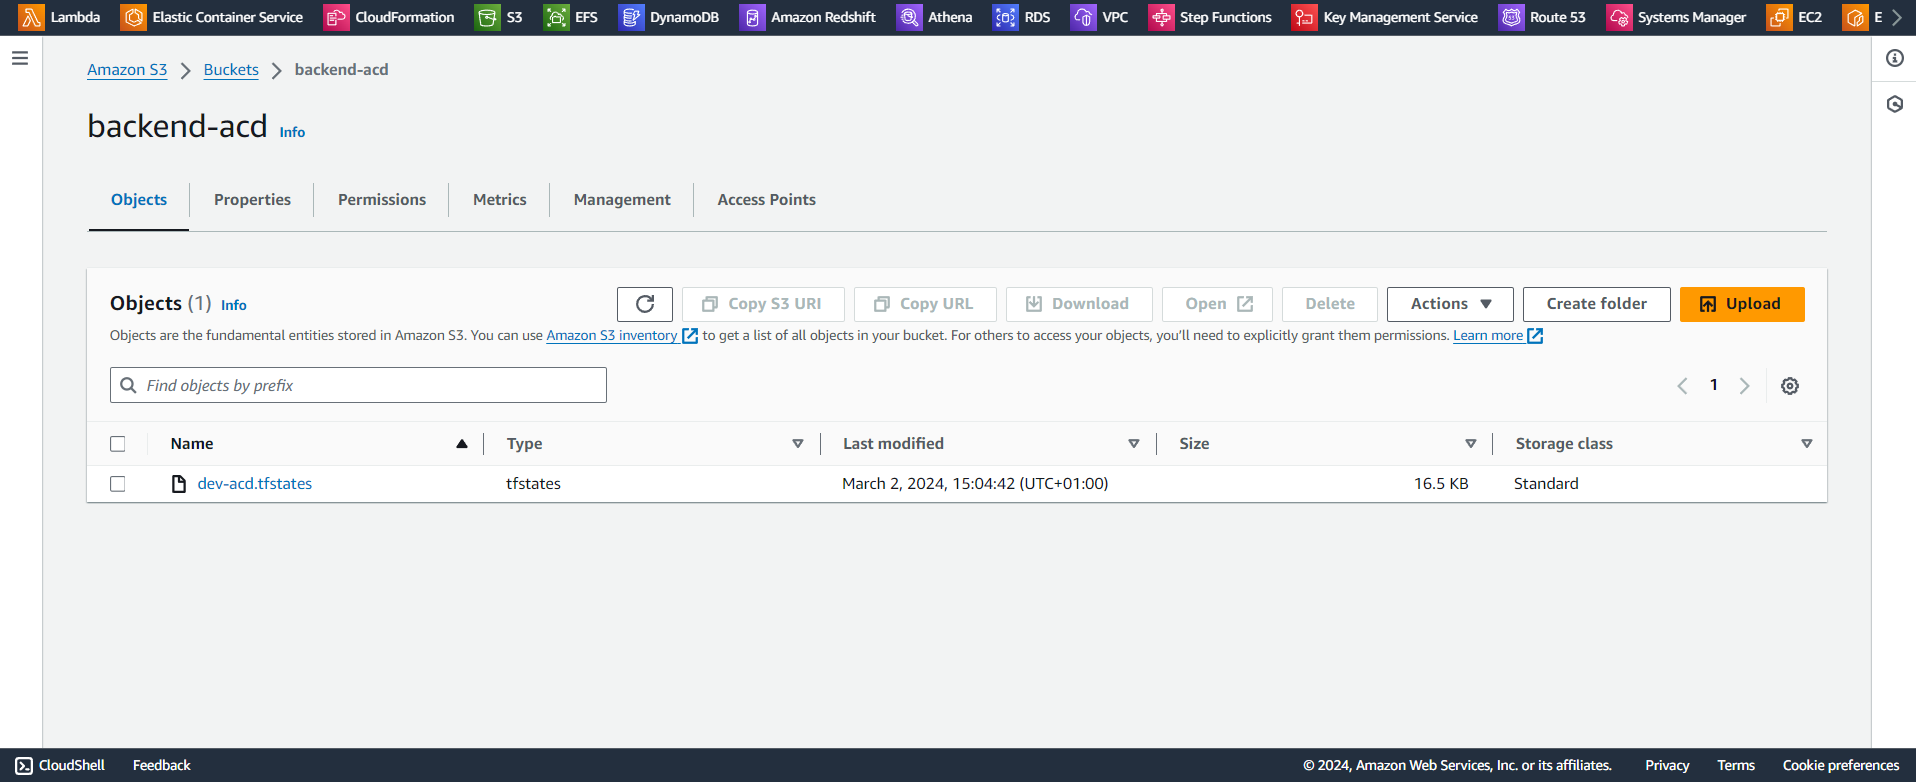 Lambda Elastic Container Service CloudFormation S3 EFS DynamoDB Amazon Redshift Athena RDS VPC Step Functions Key Management Service Route 53 Systems Manager EC2 E
Amazon S3 Buckets backend-acd
backend-acd Info
Objects Properties Permissions Metrics Management Access Points
Objects (1) Info Copy S3 URI Copy URL Download Open Delete Actions Create folder Upload
Objects are the fundamental entities stored in Amazon S3. You can use Amazon S3 inventory to get a list of all objects in your bucket. For others to access your objects, you'll need to explicitly grant them permissions. Learn more
Find objects by prefix 1
Name Type Last modified Size Storage class
dev-acd.tfstates tfstates March 2, 2024, 15:04:42 (UTC+01:00) 16.5 KB Standard
CloudShell Feedback © 2024, Amazon Web Services, Inc. or its affiliates. Privacy Terms Cookie preferences